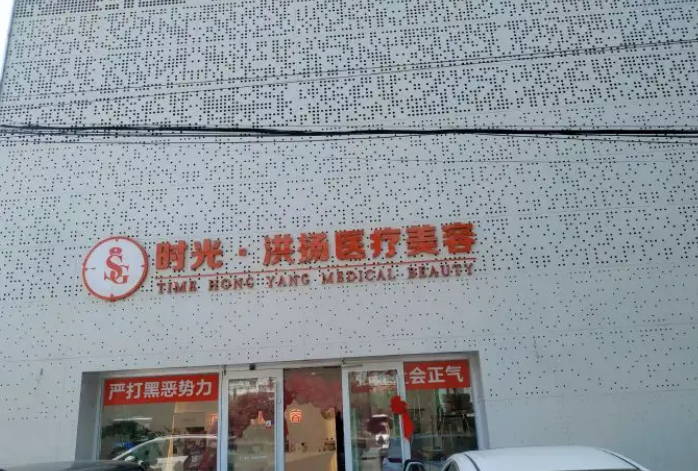 SG
时光·洪扬医疗美容
TIME HONG YANG MEDICAL BEAUTY
严打黑恶势力
会正气
容